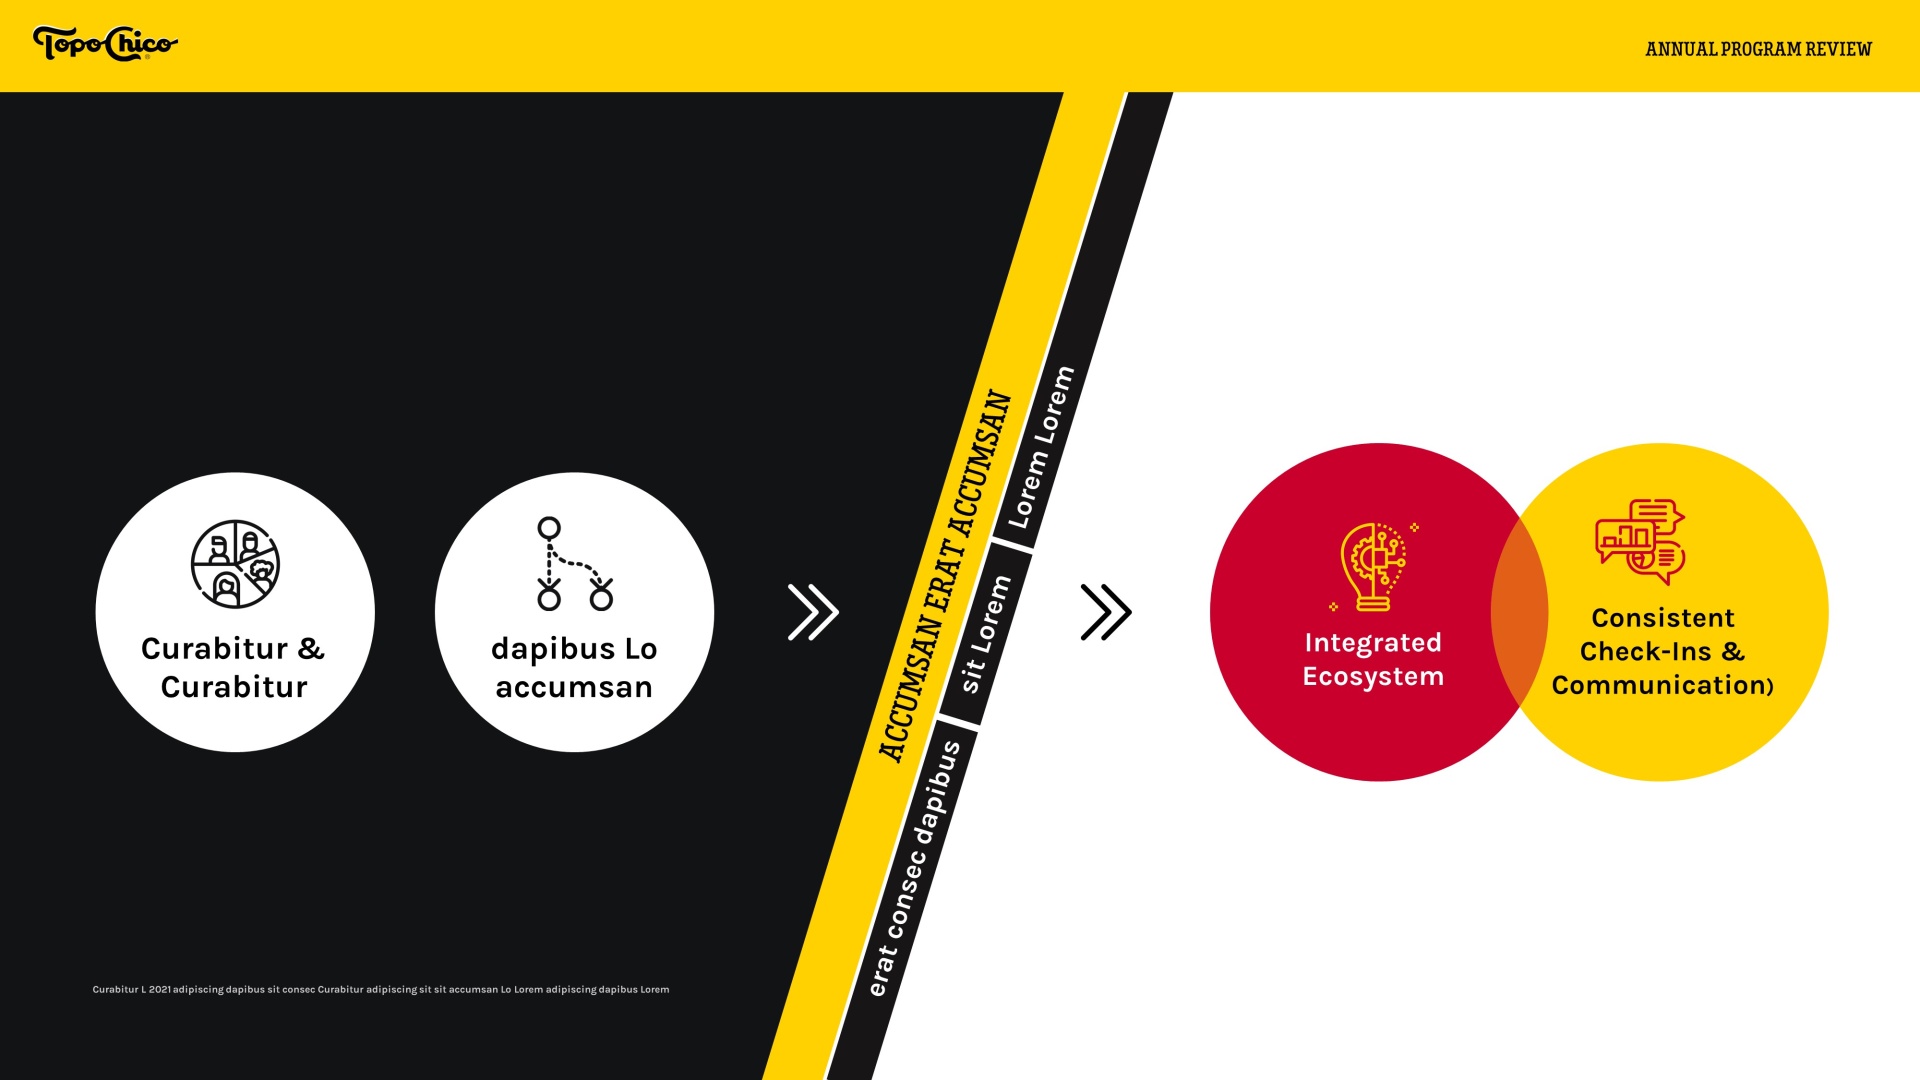 Topo Chico
ANNUAL PROGRAM REVIEW
Curabitur &
Curabitur
dapibus Lo
accumsan
ACCUMSAN ERAT ACCUMSAN
Lorem Lorem
sit Lorem
erat consec dapibus
Integrated
Ecosystem
Consistent
Check-Ins &
Communication)
Curabitur L 2021 adipiscing dapibus sit consec Curabitur adipiscing sit sit accumsan Lo Lorem adipiscing dapibus Lorem